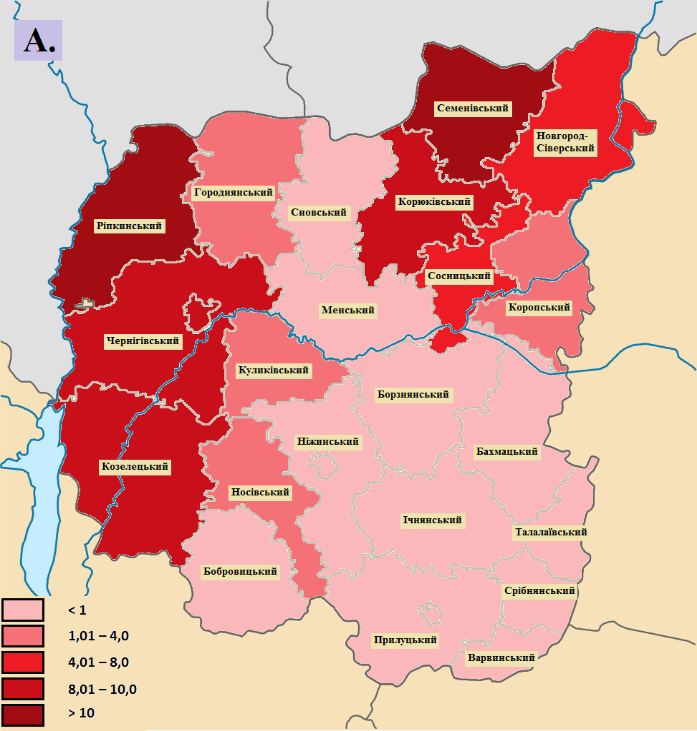 А.
Семенівський
Новгород-
Сіверський
Городнянський
Корюківський
Сновський
Ріпкинський
Сосницький
Коропський
Менський
Чернігівський
Куликівський
Борзнянський
Ніжинський
Бахмацький
Козелецький
Носівський
Ічнянський
Талалаївський
Бобровицький
Срібнянський
Прилуцький
Варвинський
< 1
1,01 – 4,0
4,01 – 8,0
8,01 – 10,0
> 10